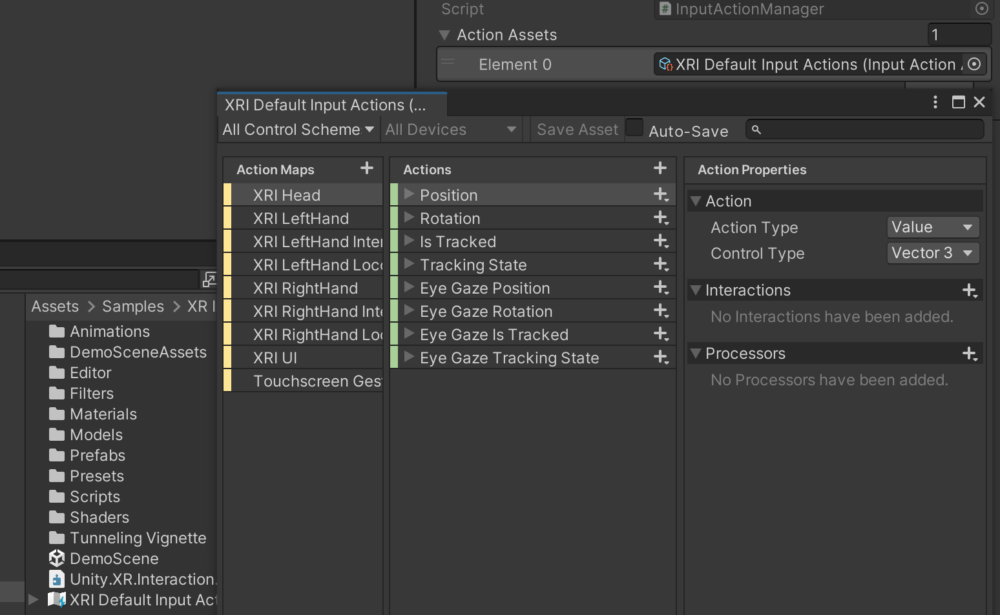 Script
InputActionManager
Action Assets
1
Element 0
XRI Default Input Actions (Input Action
XRI Default Input Actions (...
All Control Scheme
All Devices
Save Asset
Auto-Save
Action Maps
XRI Head
XRI LeftHand
XRI LeftHand Inter
XRI LeftHand Loco
XRI RightHand
XRI RightHand Inte
XRI RightHand Loc
XRI UI
Touchscreen Gest
Actions
Position
Rotation
Is Tracked
Tracking State
Eye Gaze Position
Eye Gaze Rotation
Eye Gaze Is Tracked
Eye Gaze Tracking State
Action Properties
Action
Action Type
Value
Control Type
Vector 3
Interactions
No Interactions have been added.
Processors
No Processors have been added.
Assets > Samples > XR I
Animations
DemoSceneAssets
Editor
Filters
Materials
Models
Prefabs
Presets
Scripts
Shaders
Tunneling Vignette
DemoScene
Unity.XR.Interaction.
XRI Default Input Act